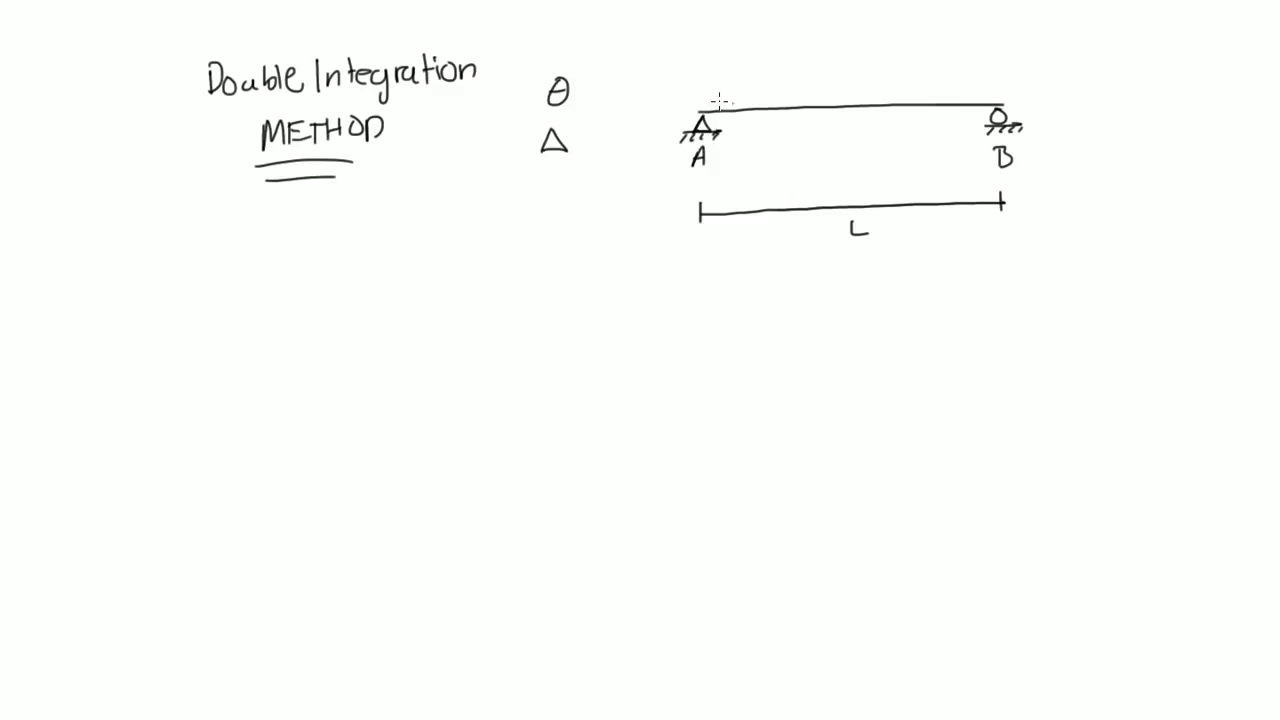 Double Integration
METHOD
θ
Δ
A
B
L